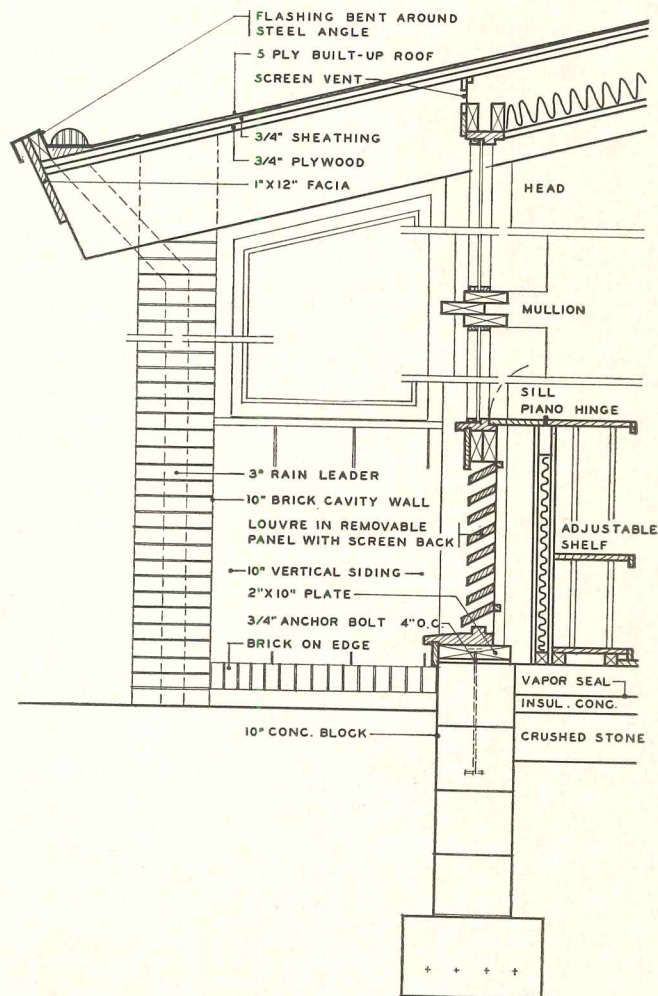 FLASHING BENT AROUND
STEEL ANGLE
5 PLY BUILT-UP ROOF
SCREEN VENT
3/4" SHEATHING
3/4" PLYWOOD
1"X12" FACIA
HEAD
MULLION
SILL
PIANO HINGE
3" RAIN LEADER
10" BRICK CAVITY WALL
LOUVRE IN REMOVABLE
PANEL WITH SCREEN BACK
ADJUSTABLE
SHELF
10" VERTICAL SIDING
2"X10" PLATE
3/4" ANCHOR BOLT 4"O.C.
BRICK ON EDGE
VAPOR SEAL
INSUL. CONC.
10" CONC. BLOCK
CRUSHED STONE